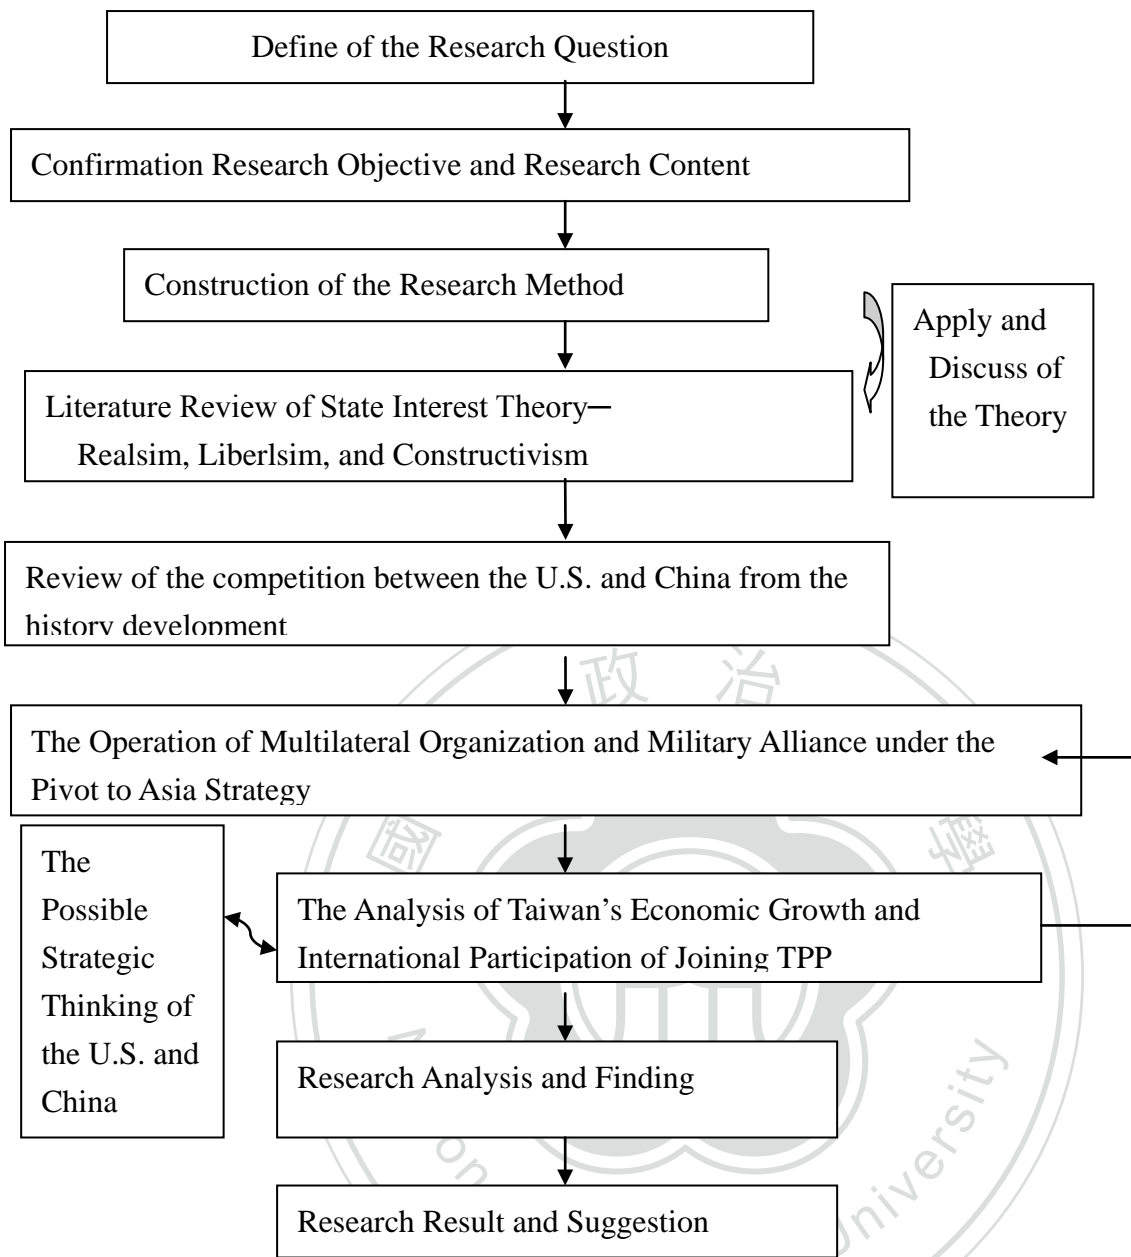 Define of the Research Question
Confirmation Research Objective and Research Content
Construction of the Research Method
Apply and
Discuss of
the Theory
Literature Review of State Interest Theory─
Realsim, Liberlsim, and Constructivism
Review of the competition between the U.S. and China from the
history development
政 治
The Operation of Multilateral Organization and Military Alliance under the
Pivot to Asia Strategy
國
學
The
Possible
Strategic
Thinking of
the U.S. and
China
The Analysis of Taiwan’s Economic Growth and
International Participation of Joining TPP
Research Analysis and Finding
Research Result and Suggestion
University